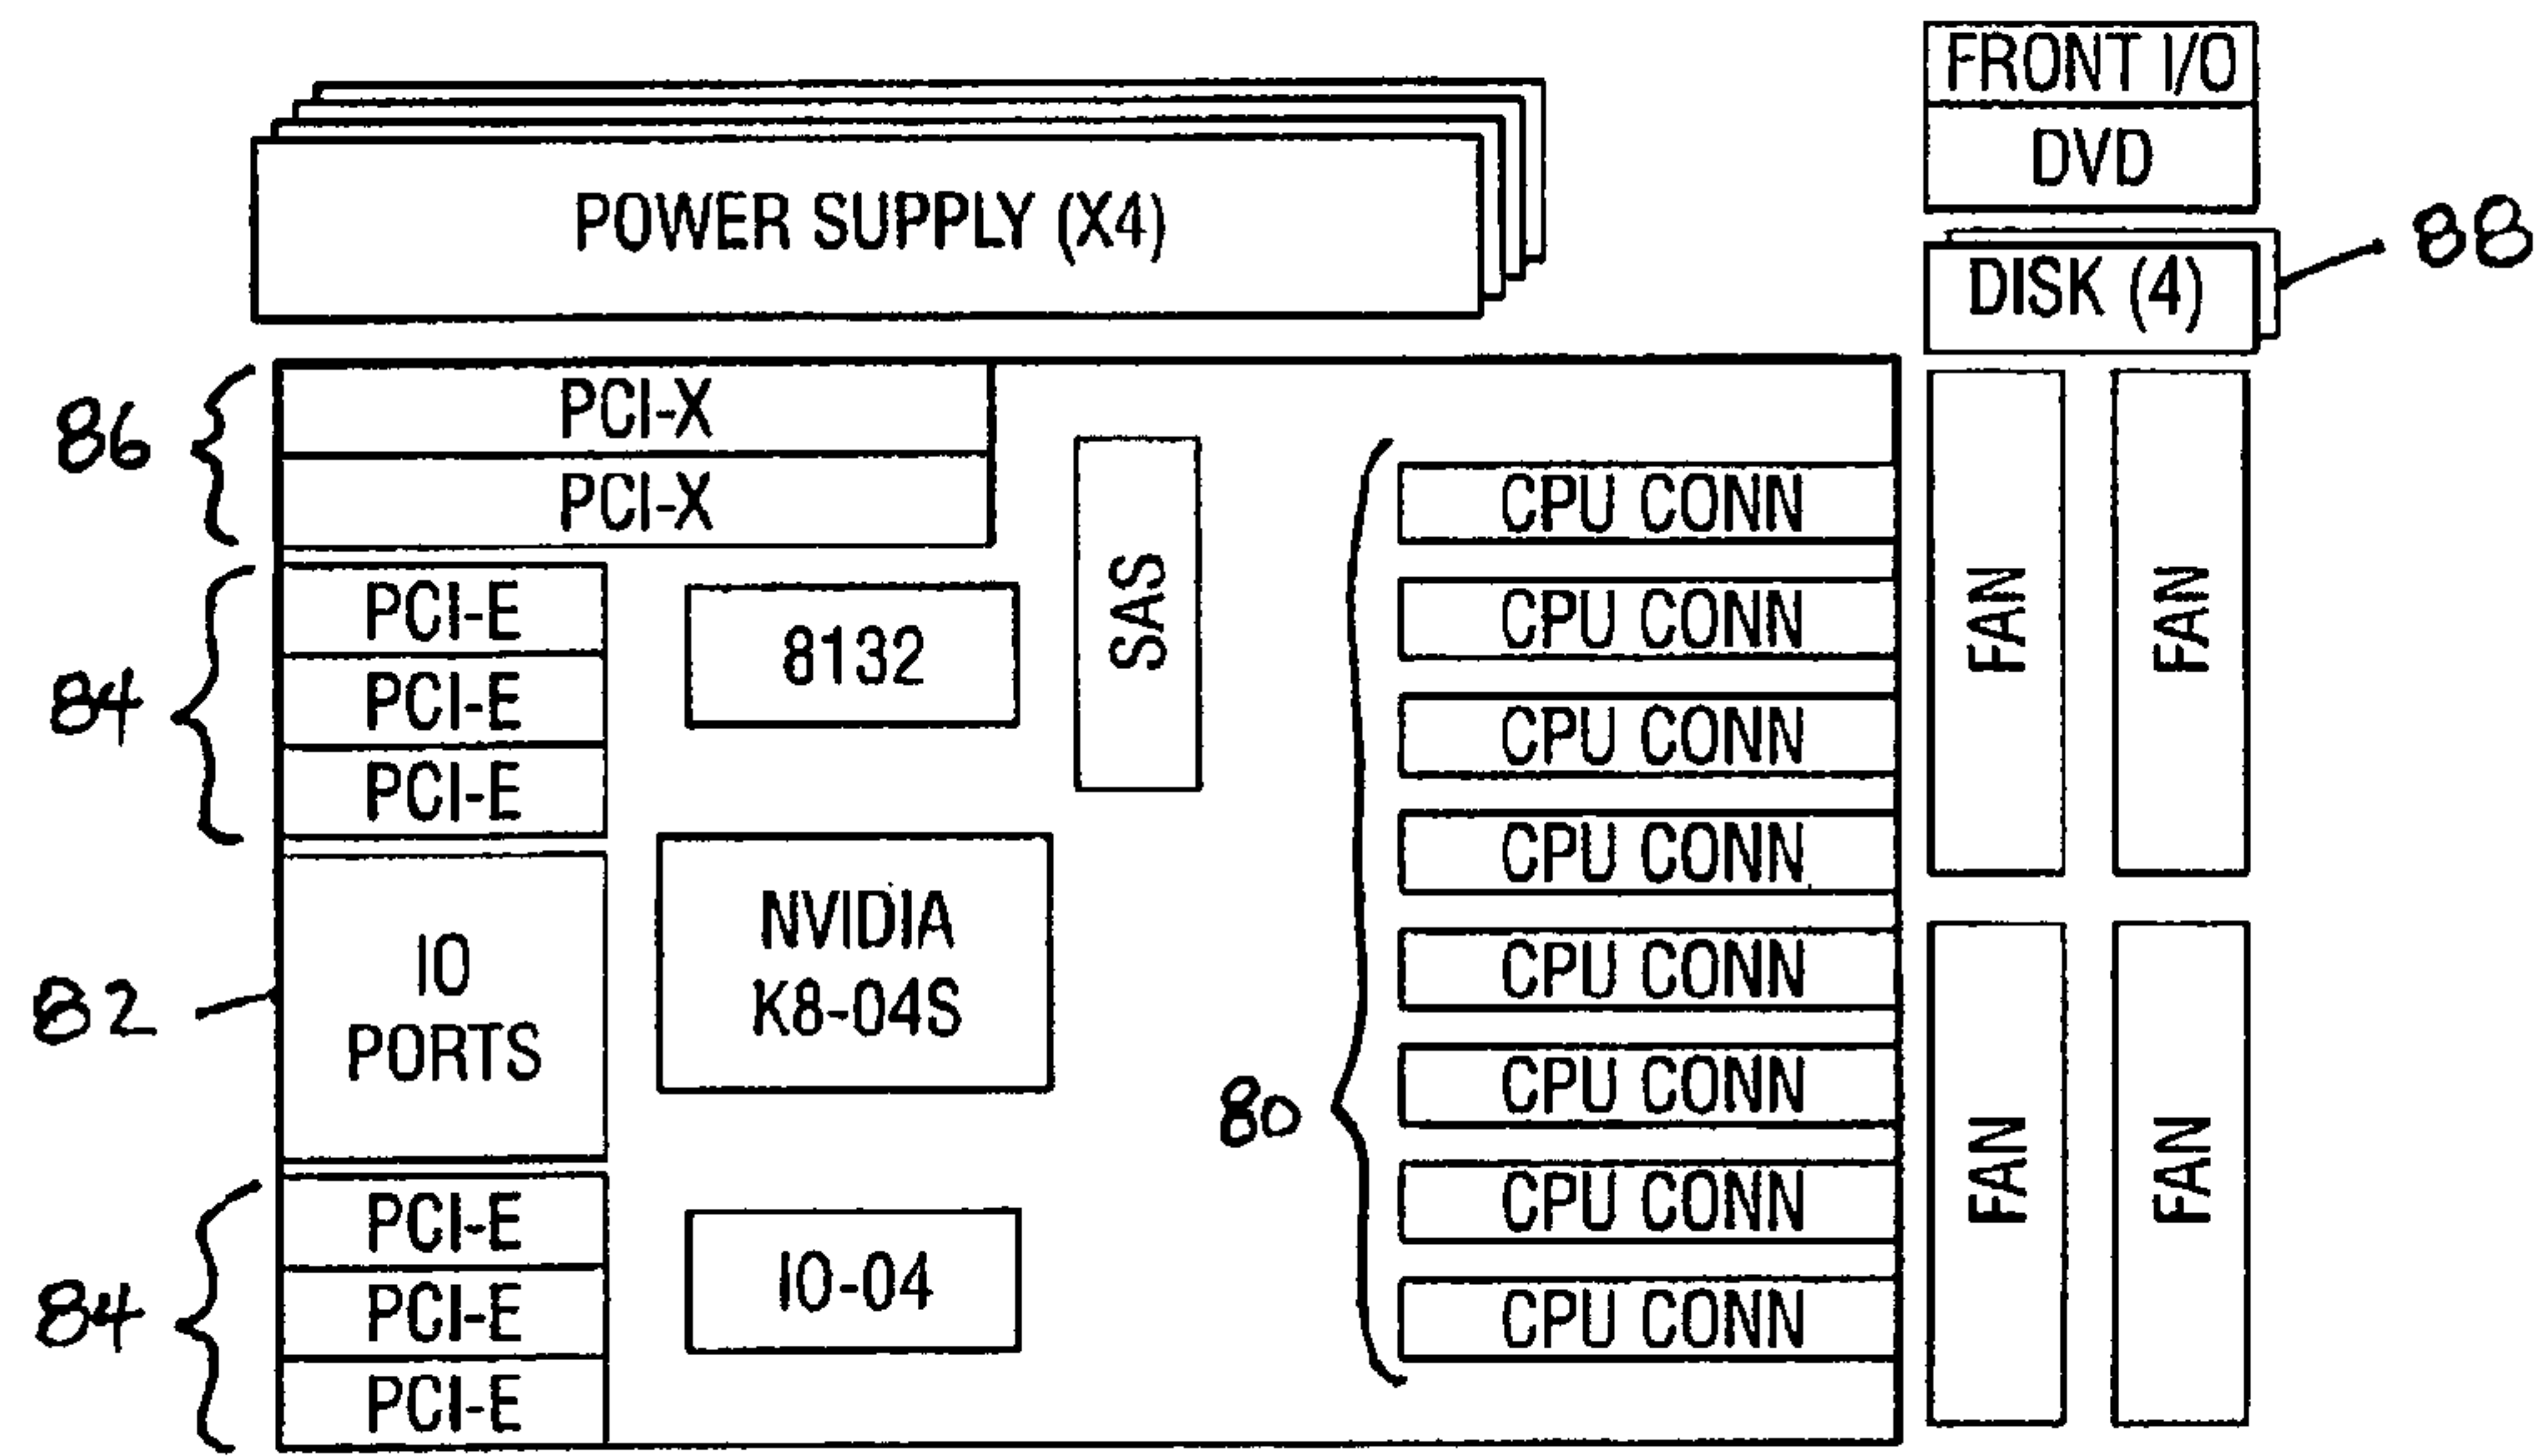 FRONT I/O
DVD
POWER SUPPLY (X4)
DISK (4)
88
86
PCI-X
PCI-X
84
PCI-E
PCI-E
PCI-E
8132
SAS
82
IO
PORTS
NVIDIA
K8-04S
84
PCI-E
PCI-E
PCI-E
IO-04
80
CPU CONN
CPU CONN
CPU CONN
CPU CONN
CPU CONN
CPU CONN
CPU CONN
CPU CONN
FAN
FAN
FAN
FAN